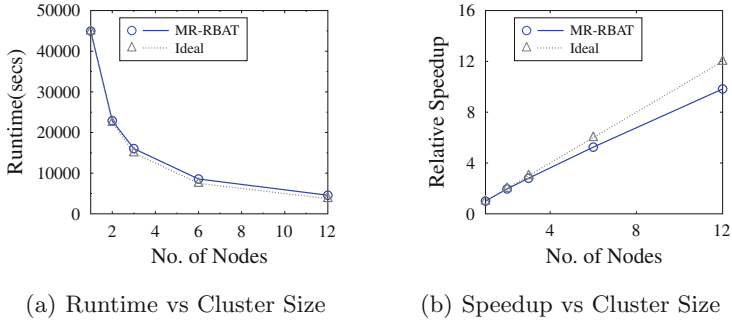 50000
40000
30000
20000
10000
0
Runtime(secs)
MR-RBAT
Ideal
2 4 6 8 10 12
No. of Nodes
(a) Runtime vs Cluster Size
16
12
8
4
0
Relative Speedup
MR-RBAT
Ideal
4 8 12
No. of Nodes
(b) Speedup vs Cluster Size